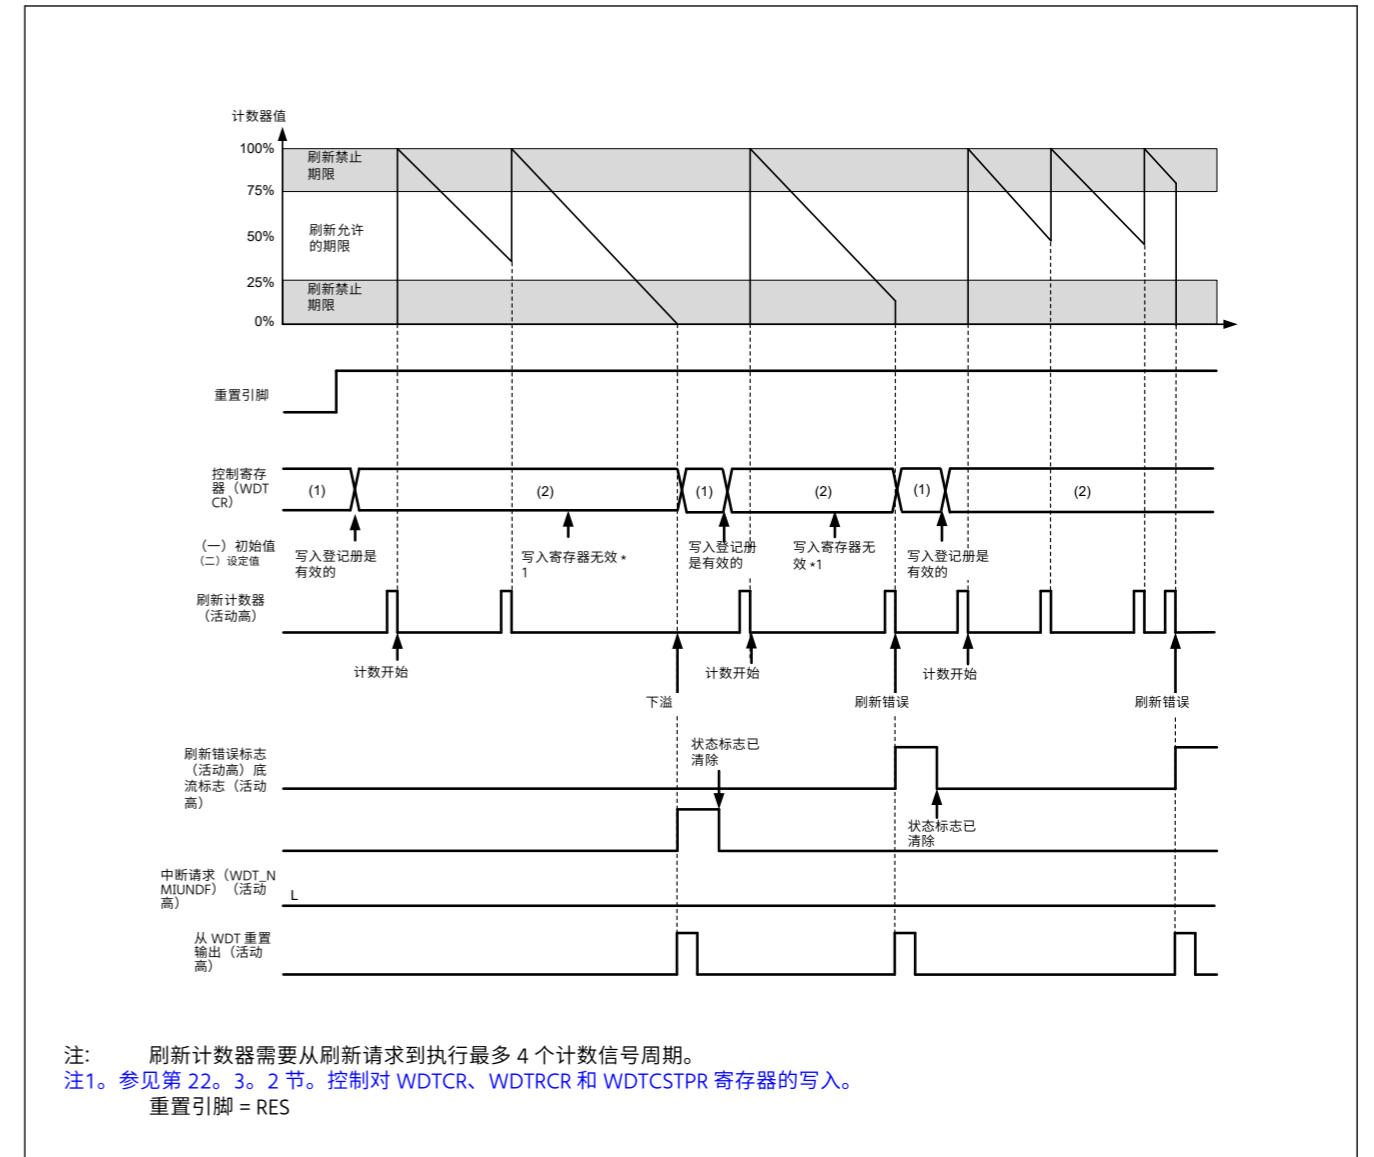 计数器值
100%
刷新禁止
期限
75%
刷新允许
的期限
50%
25%
刷新禁止
期限
0%
重置引脚
控制寄存
器（WDT
CR）
(1)
(2)
(1)
(2)
(1)
(2)
（一）初始值
（二）设定值
写入登记册是
有效的
写入寄存器无效 *
1
写入登记册
是有效的
写入寄存器无
效 *1
写入登记册是
有效的
刷新计数器
（活动高）
计数开始
计数开始
计数开始
下溢
刷新错误
刷新错误
刷新错误标志
（活动高）底
流标志（活动
高）
状态标志已
清除
状态标志已
清除
中断请求（WDT_N
MIUNDF）（活动
高）
L
从 WDT 重置
输出（活动
高）
注: 刷新计数器需要从刷新请求到执行最多 4 个计数信号周期。
注1。参见第 22。3。2 节。控制对 WDTCR、WDTRCR 和 WDTCSTPR 寄存器的写入。
重置引脚 = RES